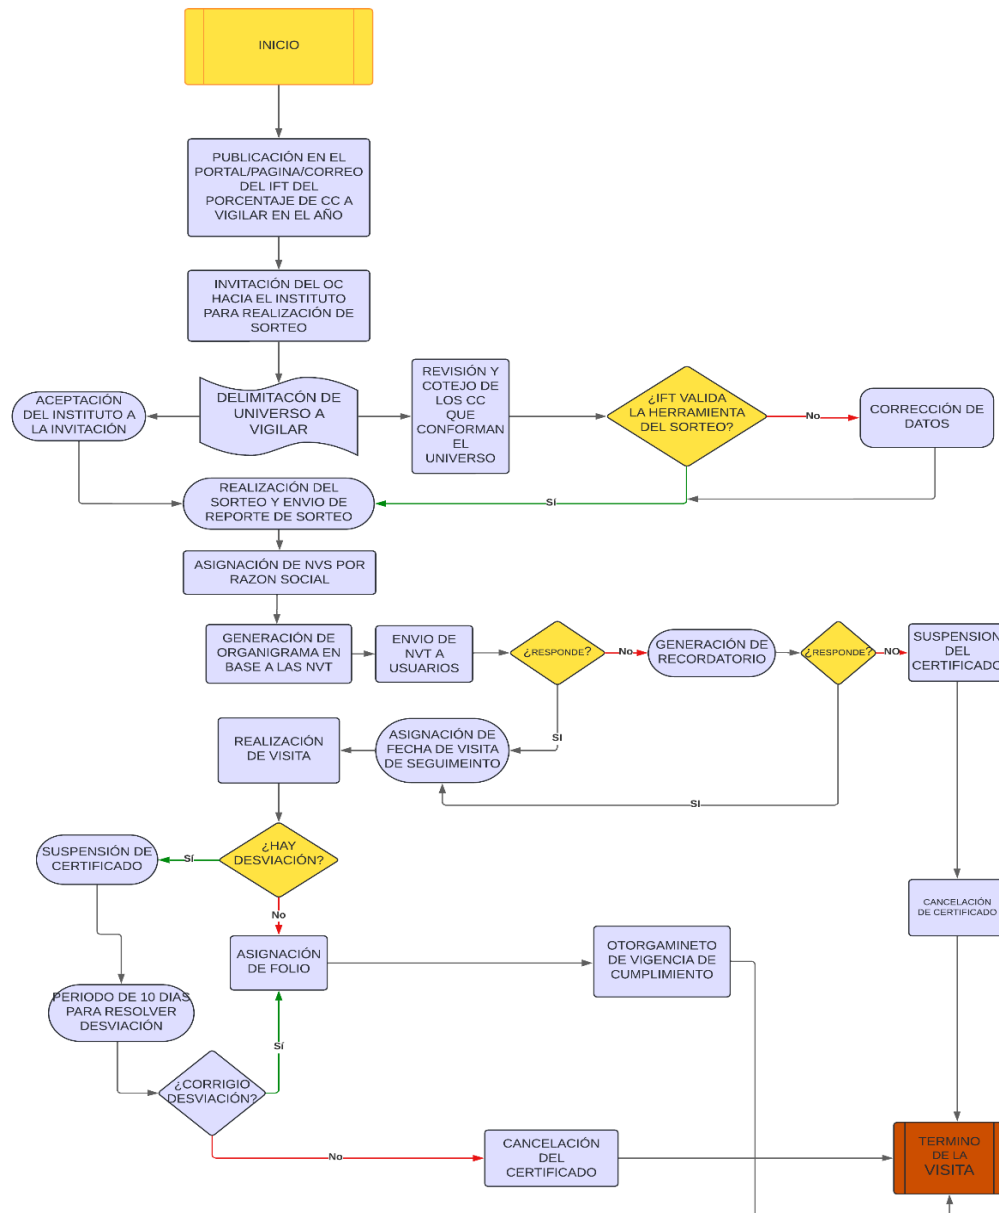 INICIO
PUBLICACIÓN EN EL
PORTAL/PAGINA/CORREO
DEL IFT DEL
PORCENTAJE DE CC A
VIGILAR EN EL AÑO
INVITACIÓN DEL OC
HACIA EL INSTITUTO
PARA REALIZACIÓN DE
SORTEO
ACEPTACIÓN
DEL INSTITUTO A
LA INVITACIÓN
DELIMITACÓN DE
UNIVERSO A
VIGILAR
REVISIÓN Y
COTEJO DE
LOS CC QUE
CONFORMAN
EL
UNIVERSO
¿IFT VALIDA
LA HERRAMIENTA
DEL SORTEO?
No
CORRECCIÓN DE
DATOS
Sí
REALIZACIÓN DEL
SORTEO Y ENVIO DE
REPORTE DE SORTEO
ASIGNACIÓN DE NVS POR
RAZON SOCIAL
GENERACIÓN DE
ORGANIGRAMA EN
BASE A LAS NVT
ENVIO DE
NVT A
USUARIOS
¿RESPONDE?
No
GENERACIÓN DE
RECORDATORIO
¿RESPONDE?
NO
SUSPENSION
DEL
CERTIFICADO
SI
SI
ASIGNACIÓN DE
FECHA DE VISITA
DE SEGUIMEINTO
REALIZACIÓN
DE VISITA
¿HAY
DESVIACIÓN?
Sí
SUSPENSIÓN DE
CERTIFICADO
No
CANCELACIÓN
DE CERTIFICADO
ASIGNACIÓN
DE FOLIO
OTORGAMINETO
DE VIGENCIA DE
CUMPLIMIENTO
PERIODO DE 10 DIAS
PARA RESOLVER
DESVIACIÓN
Sí
¿CORRIGIO
DESVIACIÓN?
No
CANCELACIÓN
DEL
CERTIFICADO
TERMINO
DE LA
VISITA